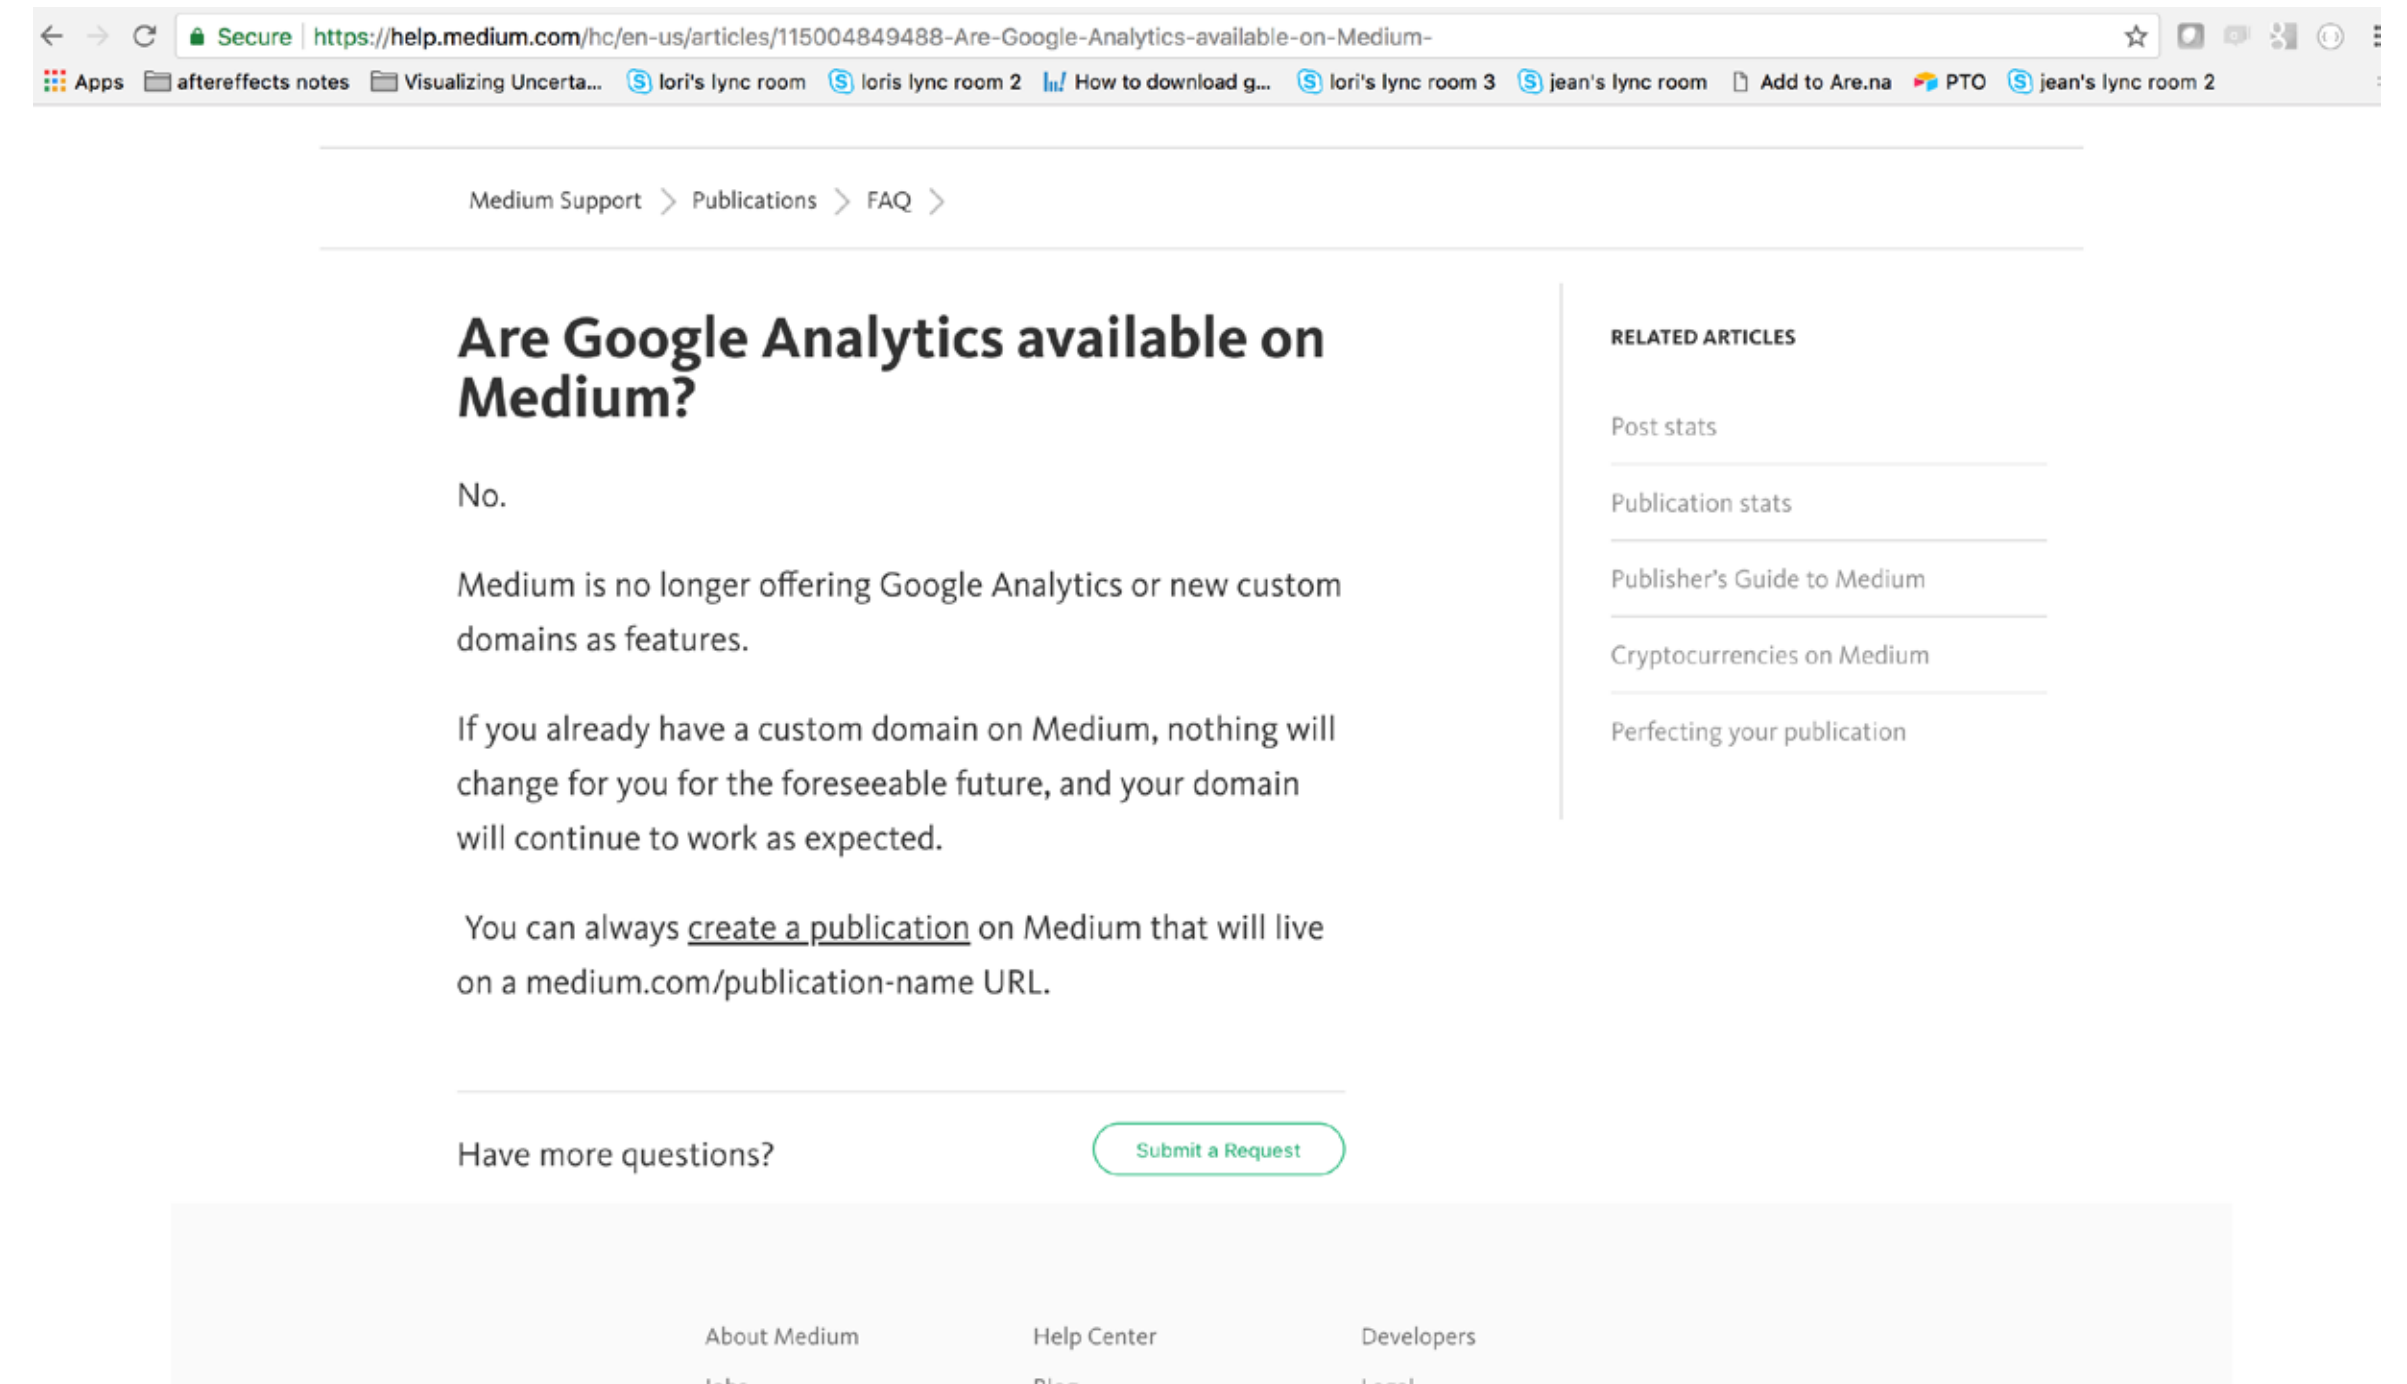 Secure https://help.medium.com/hc/en-us/articles/115004849488-Are-Google-Analytics-available-on-Medium-
Apps aftereffects notes Visualizing Uncerta... lori's lync room loris lync room 2 How to download g... lori's lync room 3 jean's lync room Add to Are.na PTO jean's lync room 2
Medium Support Publications FAQ
Are Google Analytics available on
Medium?
No.
Medium is no longer offering Google Analytics or new custom
domains as features.
If you already have a custom domain on Medium, nothing will
change for you for the foreseeable future, and your domain
will continue to work as expected.
You can always create a publication on Medium that will live
on a medium.com/publication-name URL.
Have more questions? Submit a Request
RELATED ARTICLES
Post stats
Publication stats
Publisher's Guide to Medium
Cryptocurrencies on Medium
Perfecting your publication
About Medium Help Center Developers